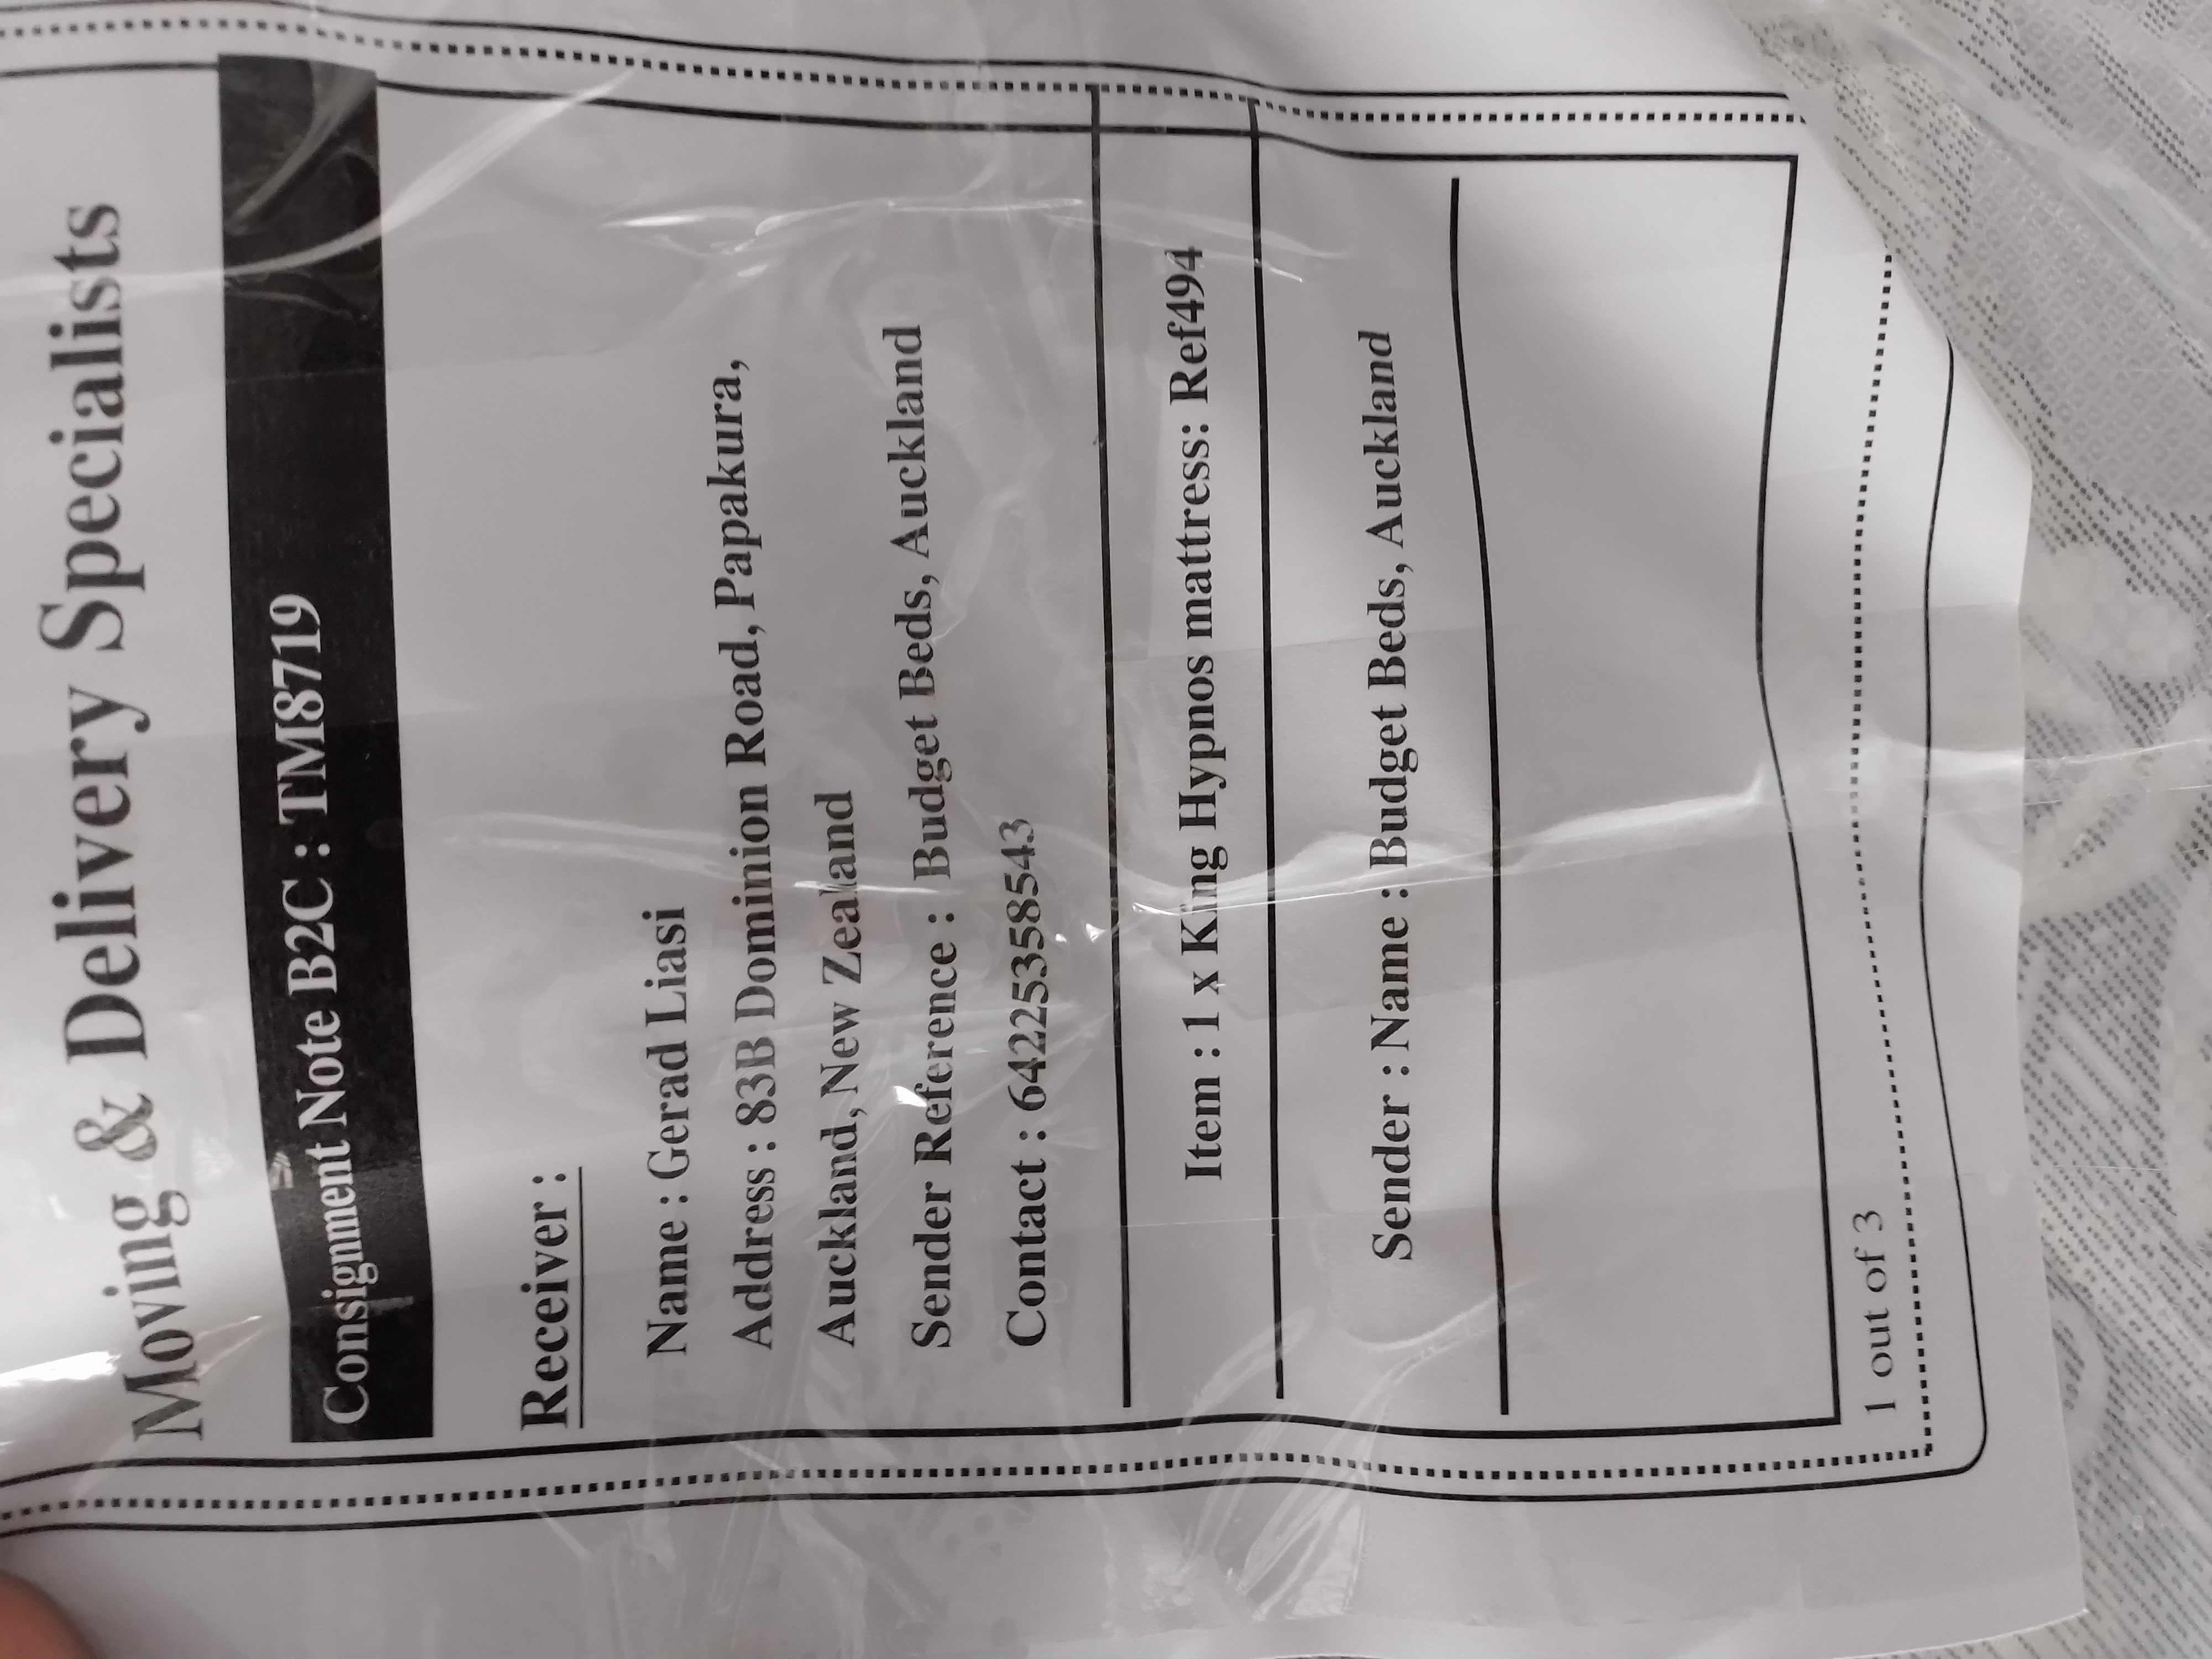 Moving & Delivery Specialists
Consignment Note B2C : TM8719
Receiver :
Name : Gerad Liasi
Address : 83B Dominion Road, Papakura,
Auckland, New Zealand
Sender Reference : Budget Beds, Auckland
Contact : 642253558543
Item : 1 x King Hypnos mattress: Ref494
Sender : Name : Budget Beds, Auckland
1 out of 3